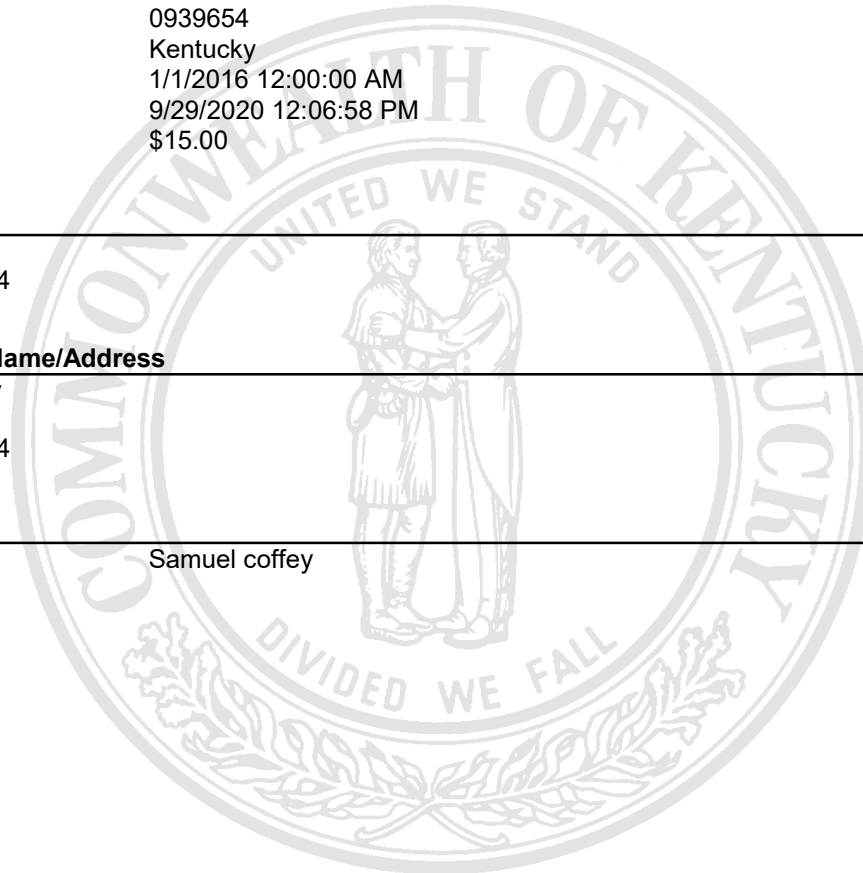 0939654
Kentucky
1/1/2016 12:00:00 AM
9/29/2020 12:06:58 PM
$15.00
4
Name/Address
4
Samuel coffey
COMMONWEALTH OF KENTUCKY
UNITED WE STAND
DIVIDED WE FALL